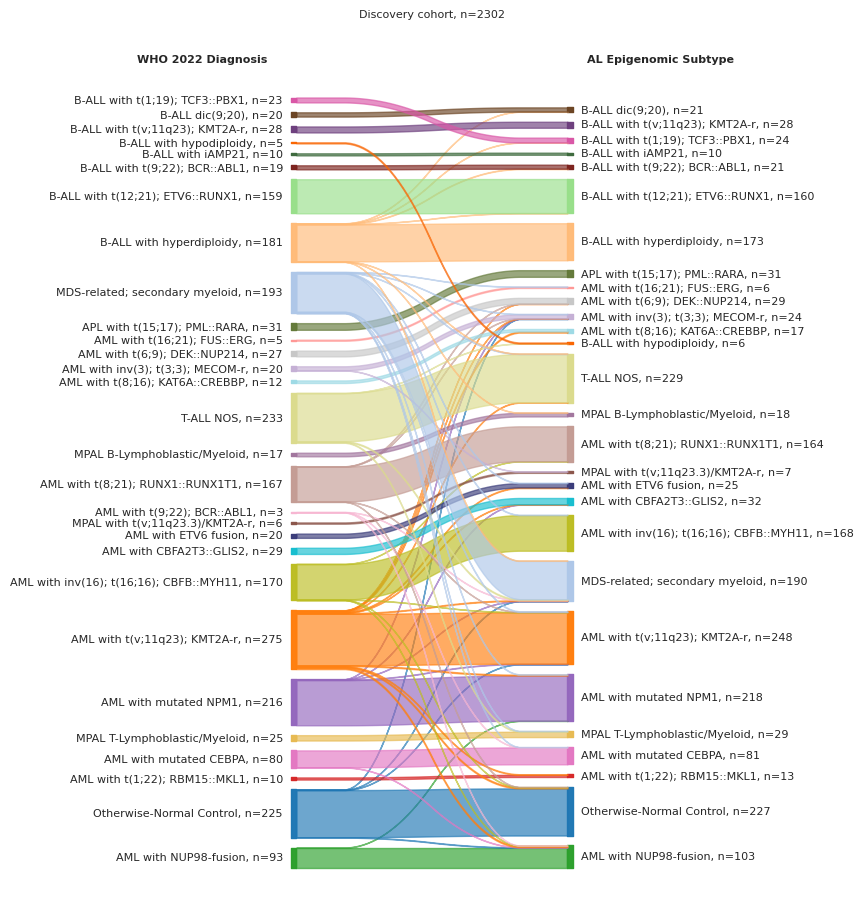 Discovery cohort, n=2302
WHO 2022 Diagnosis
B-ALL with t(1;19); TCF3::PBX1, n=23
B-ALL dic(9;20), n=20
B-ALL with t(v;11q23); KMT2A-r, n=28
B-ALL with hypodiploidy, n=5
B-ALL with iAMP21, n=10
B-ALL with t(9;22); BCR::ABL1, n=19
B-ALL with t(12;21); ETV6::RUNX1, n=159
B-ALL with hyperdiploidy, n=181
MDS-related; secondary myeloid, n=193
APL with t(15;17); PML::RARA, n=31
AML with t(16;21); FUS::ERG, n=5
AML with t(6;9); DEK::NUP214, n=27
AML with inv(3); t(3;3); MECOM-r, n=20
AML with t(8;16); KAT6A::CREBBP, n=12
T-ALL NOS, n=233
MPAL B-Lymphoblastic/Myeloid, n=17
AML with t(8;21); RUNX1::RUNX1T1, n=167
AML with t(9;22); BCR::ABL1, n=3
MPAL with t(v;11q23.3)/KMT2A-r, n=6
AML with ETV6 fusion, n=20
AML with CBFA2T3::GLIS2, n=29
AML with inv(16); t(16;16); CBFB::MYH11, n=170
AML with t(v;11q23); KMT2A-r, n=275
AML with mutated NPM1, n=216
MPAL T-Lymphoblastic/Myeloid, n=25
AML with mutated CEBPA, n=80
AML with t(1;22); RBM15::MKL1, n=10
Otherwise-Normal Control, n=225
AML with NUP98-fusion, n=93
AL Epigenomic Subtype
B-ALL dic(9;20), n=21
B-ALL with t(v;11q23); KMT2A-r, n=28
B-ALL with t(1;19); TCF3::PBX1, n=24
B-ALL with iAMP21, n=10
B-ALL with t(9;22); BCR::ABL1, n=21
B-ALL with t(12;21); ETV6::RUNX1, n=160
B-ALL with hyperdiploidy, n=173
APL with t(15;17); PML::RARA, n=31
AML with t(16;21); FUS::ERG, n=6
AML with t(6;9); DEK::NUP214, n=29
AML with inv(3); t(3;3); MECOM-r, n=24
AML with t(8;16); KAT6A::CREBBP, n=17
B-ALL with hypodiploidy, n=6
T-ALL NOS, n=229
MPAL B-Lymphoblastic/Myeloid, n=18
AML with t(8;21); RUNX1::RUNX1T1, n=164
MPAL with t(v;11q23.3)/KMT2A-r, n=7
AML with ETV6 fusion, n=25
AML with CBFA2T3::GLIS2, n=32
AML with inv(16); t(16;16); CBFB::MYH11, n=168
MDS-related; secondary myeloid, n=190
AML with t(v;11q23); KMT2A-r, n=248
AML with mutated NPM1, n=218
MPAL T-Lymphoblastic/Myeloid, n=29
AML with mutated CEBPA, n=81
AML with t(1;22); RBM15::MKL1, n=13
Otherwise-Normal Control, n=227
AML with NUP98-fusion, n=103